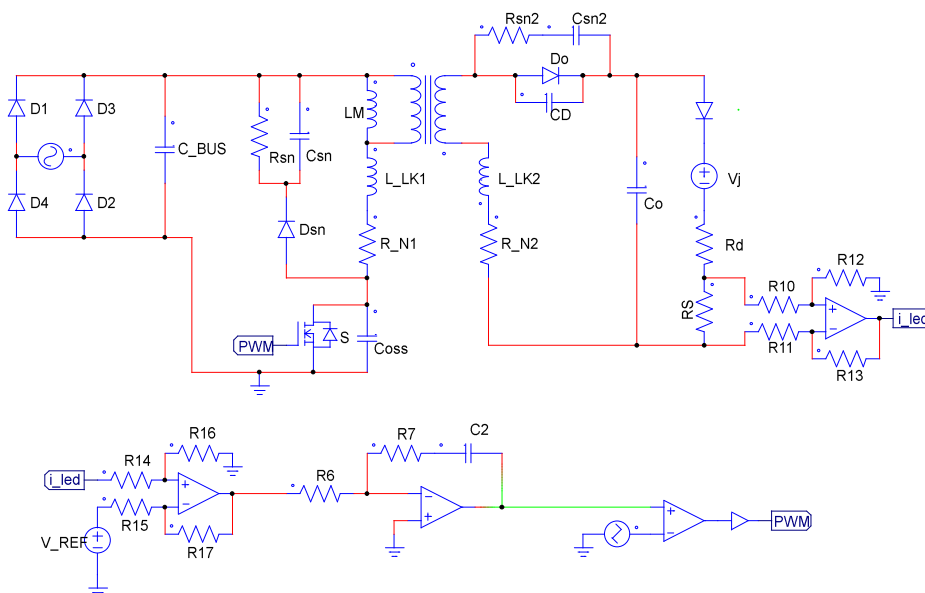 Rsn2
Csn2
Do
D1
D3
LM
CD
C_BUS
Rsn
Csn
L_LK1
L_LK2
Vj
D4
D2
Co
Dsn
R_N1
R_N2
Rd
R12
R10
RS
i_led
PWM
S
Coss
R11
R13
R16
R7
C2
R14
i_led
R6
R15
V_REF
R17
PWM